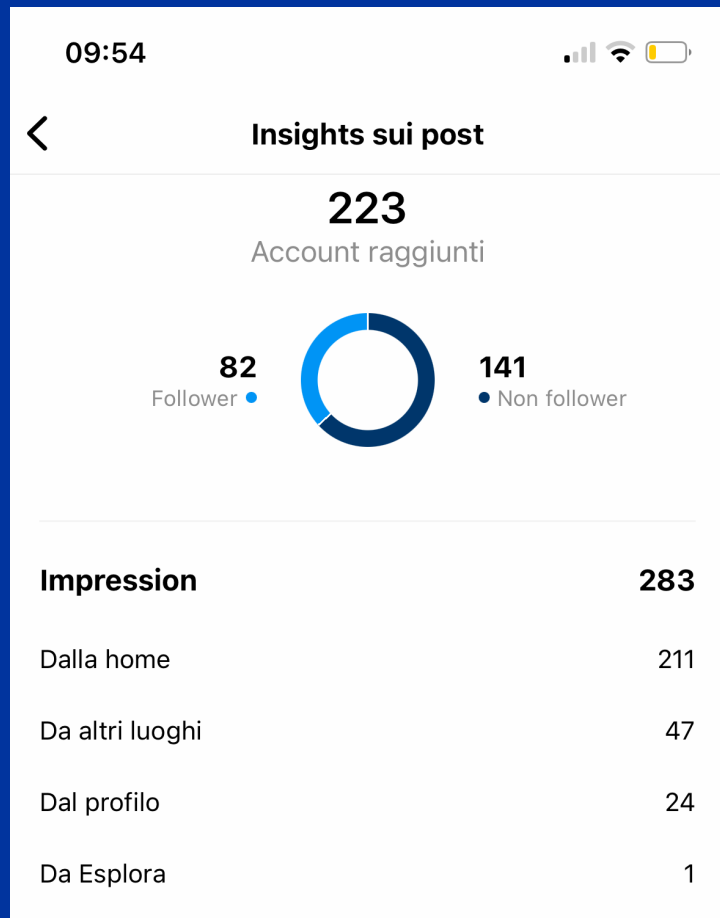 09:54
Insights sui post
223
Account raggiunti
82
Follower
141
Non follower
Impression 283
Dalla home 211
Da altri luoghi 47
Dal profilo 24
Da Esplora 1